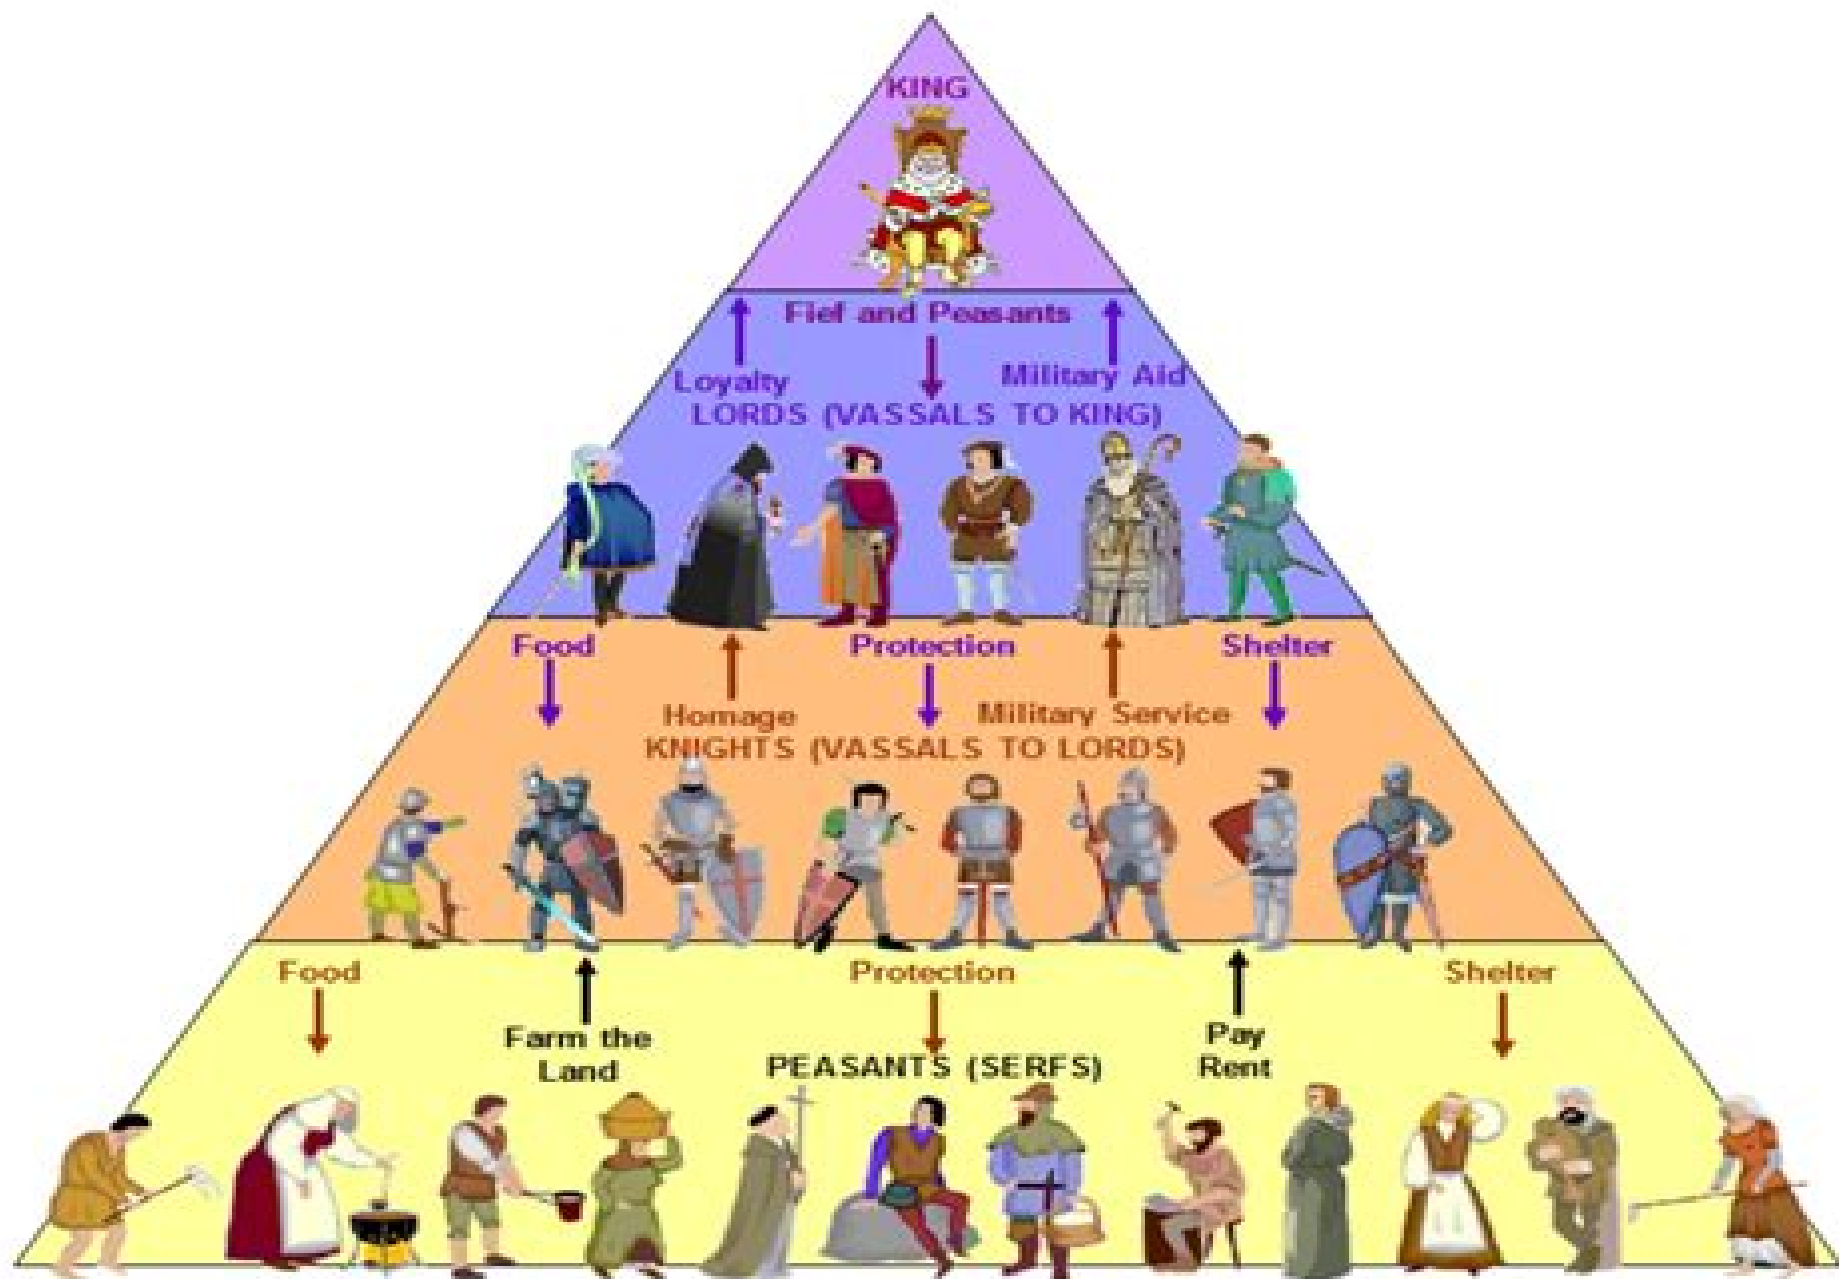 KING
Fief and Peasants
Loyalty
Military Aid
LORDS (VASSALS TO KING)
Food
Protection
Shelter
Homage
Military Service
KNIGHTS (VASSALS TO LORDS)
Food
Protection
Shelter
Farm the
Land
Pay
Rent
PEASANTS (SERFS)